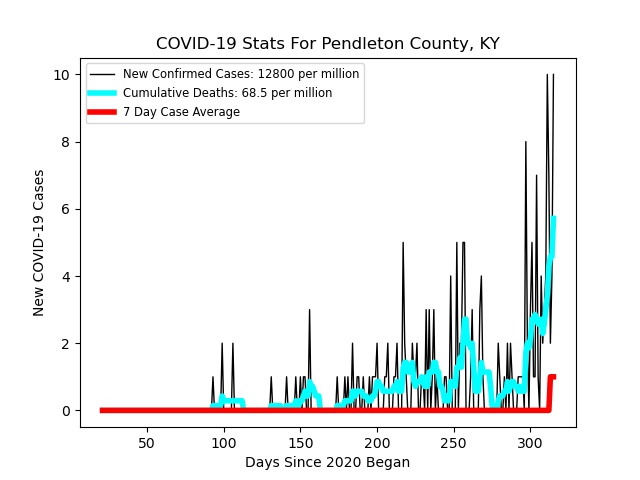 COVID-19 Stats For Pendleton County, KY
New Confirmed Cases: 12800 per million
Cumulative Deaths: 68.5 per million
7 Day Case Average
New COVID-19 Cases
10
8
6
4
2
0
50 100 150 200 250 300
Days Since 2020 Began